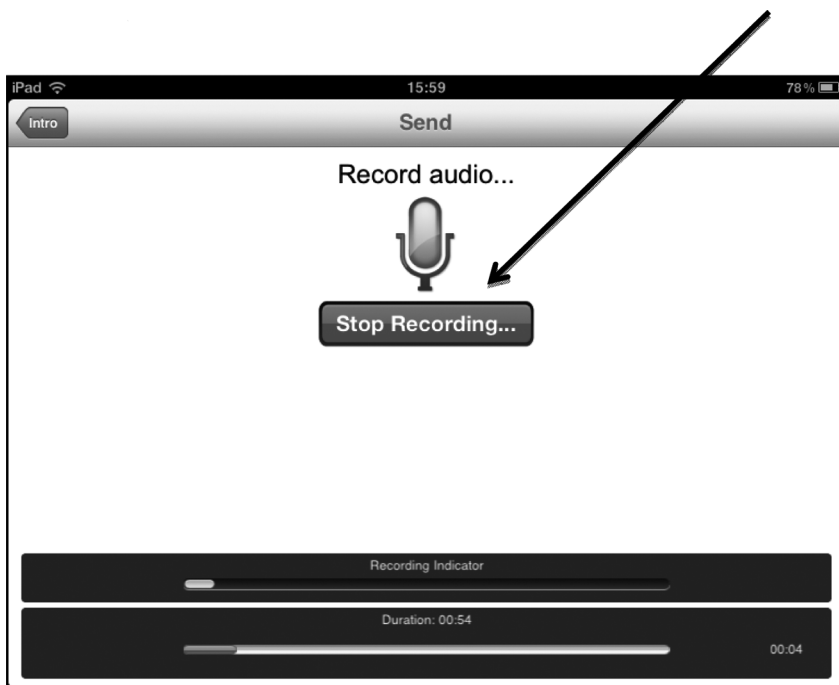 iPad 15:59 78%
Intro Send
Record audio...
Stop Recording...
Recording Indicator
Duration: 00:54
00:04